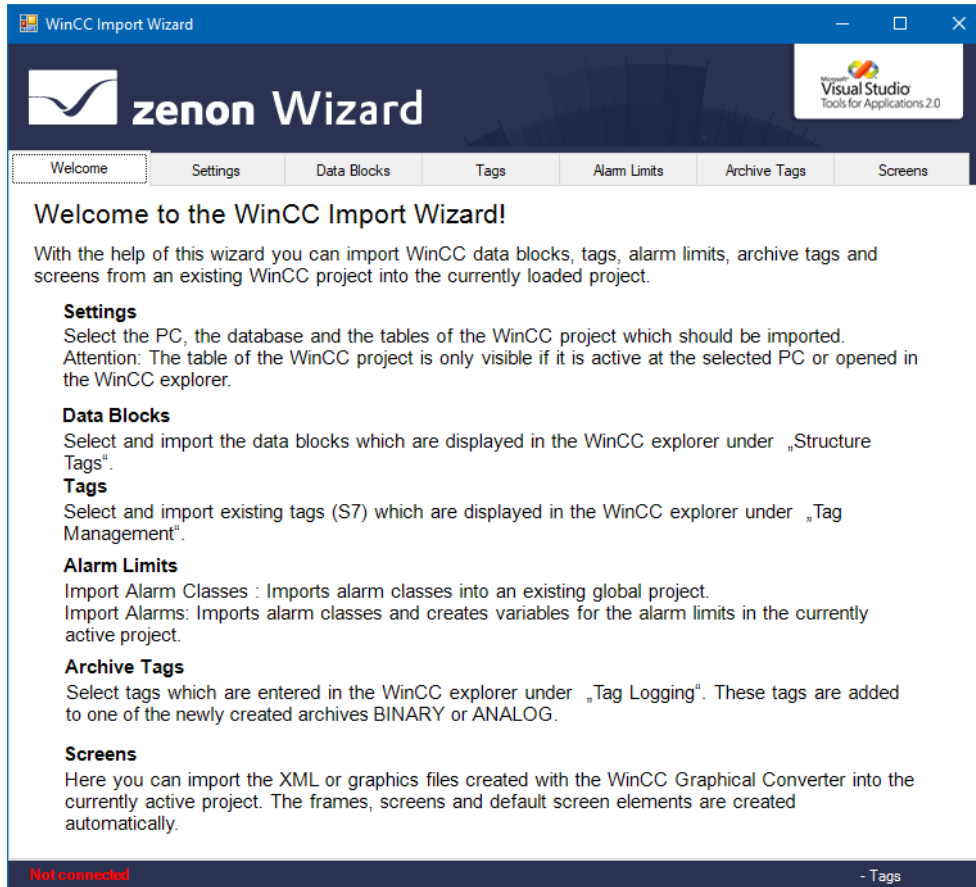 WinCC Import Wizard
Microsoft
Visual Studio
Tools for Applications 2.0
zenon Wizard
Welcome Settings Data Blocks Tags Alarm Limits Archive Tags Screens
Welcome to the WinCC Import Wizard!
With the help of this wizard you can import WinCC data blocks, tags, alarm limits, archive tags and
screens from an existing WinCC project into the currently loaded project.
Settings
Select the PC, the database and the tables of the WinCC project which should be imported.
Attention: The table of the WinCC project is only visible if it is active at the selected PC or opened in
the WinCC explorer.
Data Blocks
Select and import the data blocks which are displayed in the WinCC explorer under „Structure
Tags“.
Tags
Select and import existing tags (S7) which are displayed in the WinCC explorer under „Tag
Management“.
Alarm Limits
Import Alarm Classes : Imports alarm classes into an existing global project.
Import Alarms: Imports alarm classes and creates variables for the alarm limits in the currently
active project.
Archive Tags
Select tags which are entered in the WinCC explorer under „Tag Logging“. These tags are added
to one of the newly created archives BINARY or ANALOG.
Screens
Here you can import the XML or graphics files created with the WinCC Graphical Converter into the
currently active project. The frames, screens and default screen elements are created
automatically.
Not connected - Tags